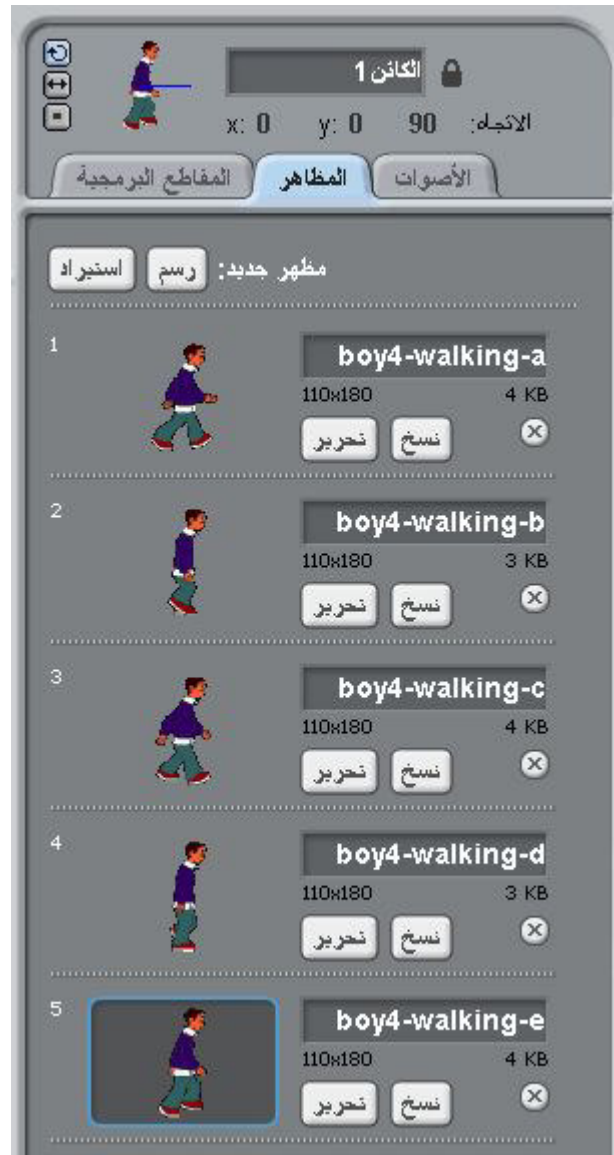 الكائن 1
x: 0 y: 0 90 الاتجاه:
الأصوات المظاهر المقاطع البرمجية
مظهر جديد: رسم استيراد
1
boy4-walking-a
110x180 4 KB
نسخ تحرير
2
boy4-walking-b
110x180 3 KB
نسخ تحرير
3
boy4-walking-c
110x180 4 KB
نسخ تحرير
4
boy4-walking-d
110x180 3 KB
نسخ تحرير
5
boy4-walking-e
110x180 4 KB
نسخ تحرير